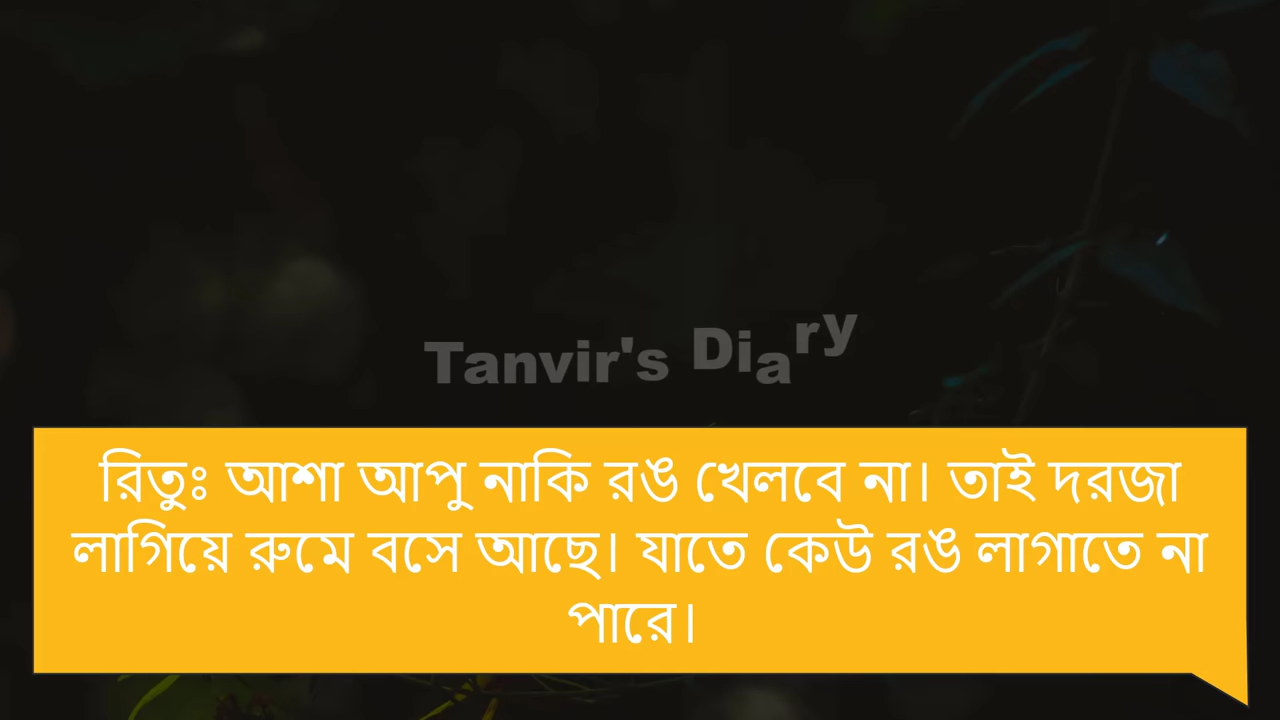 Tanvir's Diary
রিতুঃ আশা আপু নাকি রঙ খেলবে না। তাই দরজা
লাগিয়ে রুমে বসে আছে। যাতে কেউ রঙ লাগাতে না
পারে।